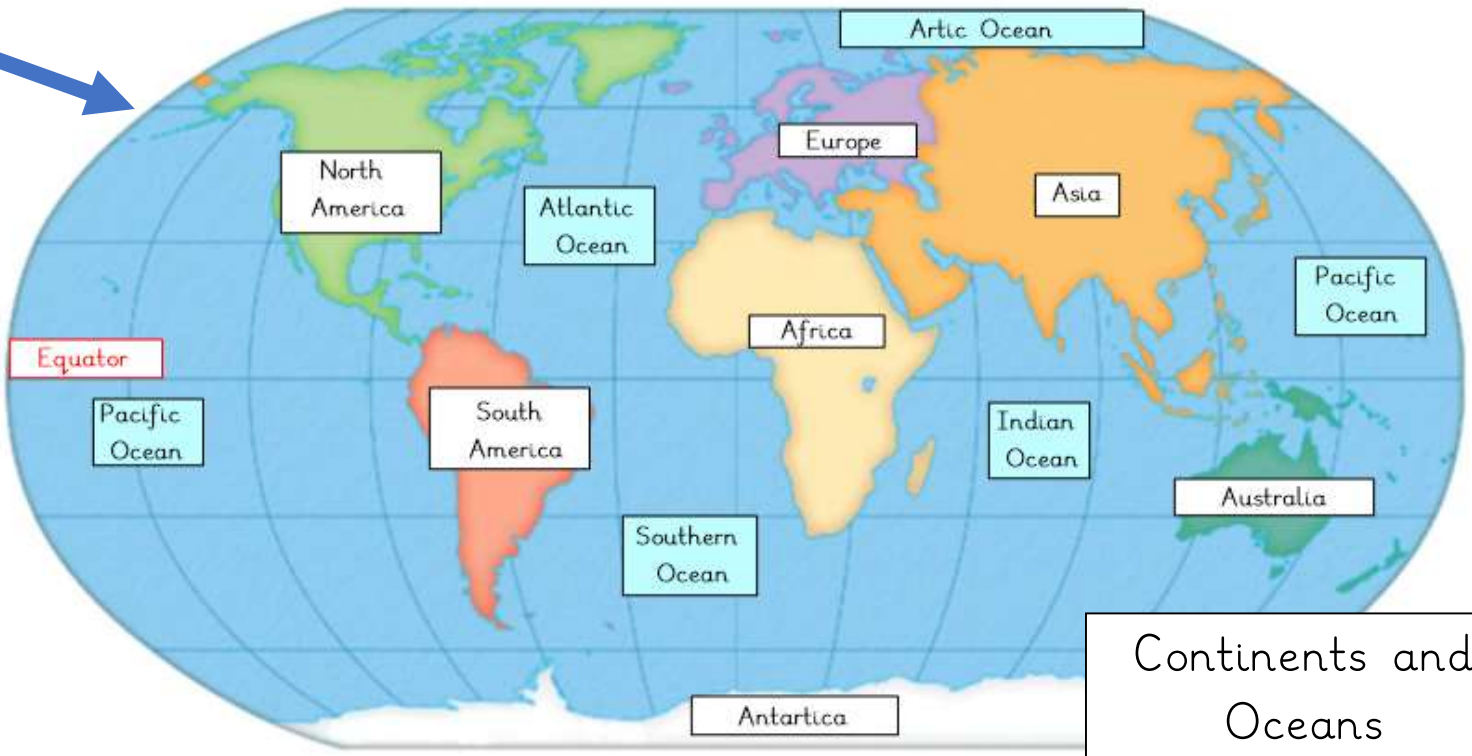 Artic Ocean
Europe
North
America
Asia
Atlantic
Ocean
Pacific
Ocean
Africa
Equator
Pacific
Ocean
South
America
Indian
Ocean
Australia
Southern
Ocean
Continents and
Oceans
Antartica